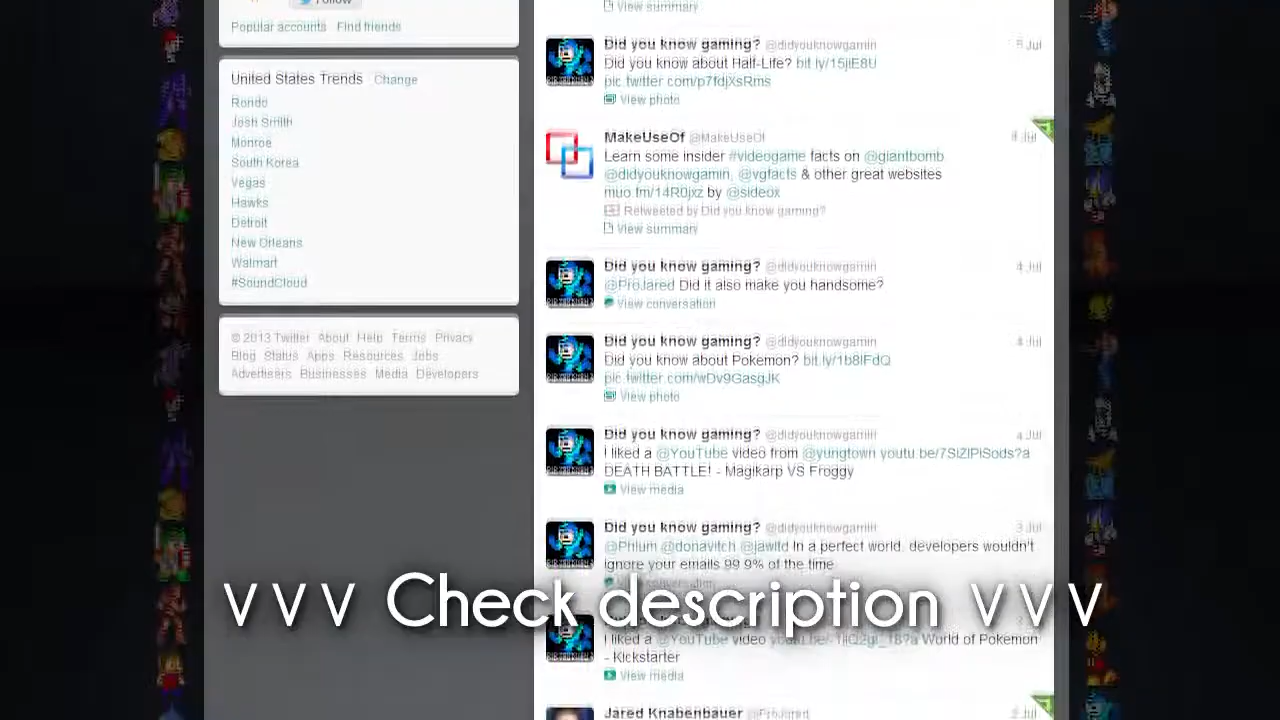 Follow
Popular accounts Find friends
United States Trends Change
Rondo
Josh Smith
Monroe
South Korea
Vegas
Hawks
Detroit
New Orleans
Walmart
#SoundCloud
© 2013 Twitter About Help Terms Privacy
Blog Status Apps Resources Jobs
Advertisers Businesses Media Developers
View summary
Did you know gaming? @didyouknowgamin 5 Jul
Did you know about Half-Life? bit.ly/15jlE8U
pic.twitter.com/p7fdjXsRms
View photo
MakeUseOf @MakeUseOf Jul
Learn some insider #videogame facts on @giantbomb
@didyouknowgamin, @vgfacts & other great websites
muo.fm/14R0jxz by @sideox
Retweeted by Did you know gaming?
View summary
Did you know gaming? @didyouknowgamin 4 Jul
@ProJared Did it also make you handsome?
View conversation
Did you know gaming? @didyouknowgamin 4 Jul
Did you know about Pokemon? bit.ly/1b8lFdQ
pic.twitter.com/wDv9GasgJK
View photo
Did you know gaming? @didyouknowgamin 4 Jul
I liked a @YouTube video from @yungtown youtu.be/7SIZIPiSods?a
DEATH BATTLE! - Magikarp VS Froggy
View media
Did you know gaming? @didyouknowgamin 3 Jul
@Phlum @donavitch @jawltd In a perfect world, developers wouldn't
ignore your emails 99.9% of the time
V V V Check description V V V
I liked a @YouTube video World of Pokemon
- Kickstarter
View media
Jared Knabenbauer @ProJared Jul